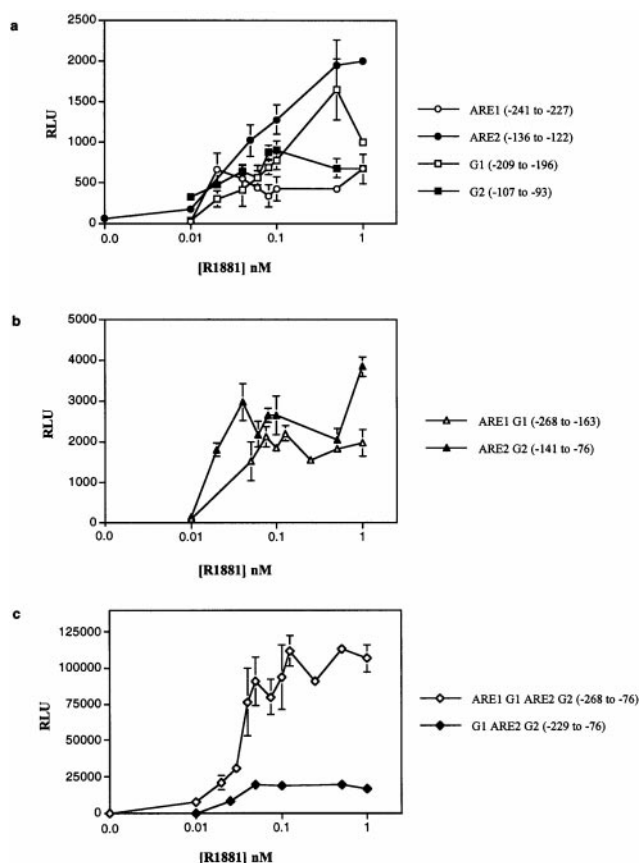 a
2500
2000
1500
1000
500
0
RLU
0.0
0.01
0.1
1
[R1881] nM
ARE1 (-241 to -227)
ARE2 (-136 to -122)
G1 (-209 to -196)
G2 (-107 to -93)
b
5000
4000
3000
2000
1000
0
RLU
0.0
0.01
0.1
1
[R1881] nM
ARE1 G1 (-268 to -163)
ARE2 G2 (-141 to -76)
c
125000
100000
75000
50000
25000
0
RLU
0.0
0.01
0.1
1
[R1881] nM
ARE1 G1 ARE2 G2 (-268 to -76)
G1 ARE2 G2 (-229 to -76)